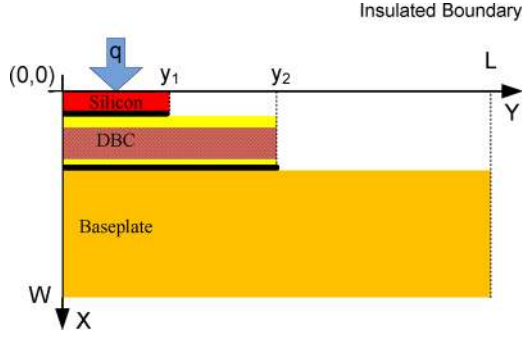 Insulated Boundary
q
(0,0)
y1
y2
L
Y
Silicon
DBC
Baseplate
W
X